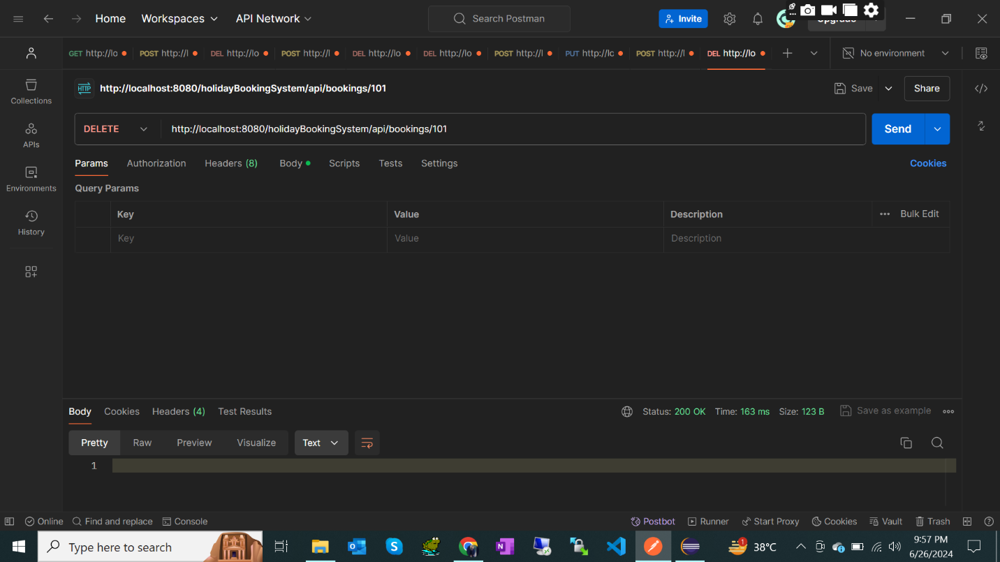 Home Workspaces API Network Search Postman Invite
GET http://lo POST http://l DEL http://lo POST http://l DEL http://lo DEL http://lo POST http://l PUT http://lc POST http://l DEL http://lo No environment
HTTP http://localhost:8080/holidayBookingSystem/api/bookings/101 Save Share
DELETE http://localhost:8080/holidayBookingSystem/api/bookings/101 Send
Params Authorization Headers (8) Body Scripts Tests Settings Cookies
Query Params
Key Value Description Bulk Edit
Key Value Description
Collections
APIs
Environments
History
Body Cookies Headers (4) Test Results Status: 200 OK Time: 163 ms Size: 123 B Save as example
Pretty Raw Preview Visualize Text
1
Online Find and replace Console Postbot Runner Start Proxy Cookies Vault Trash
Type here to search 1 38°C 9:57 PM
6/26/2024